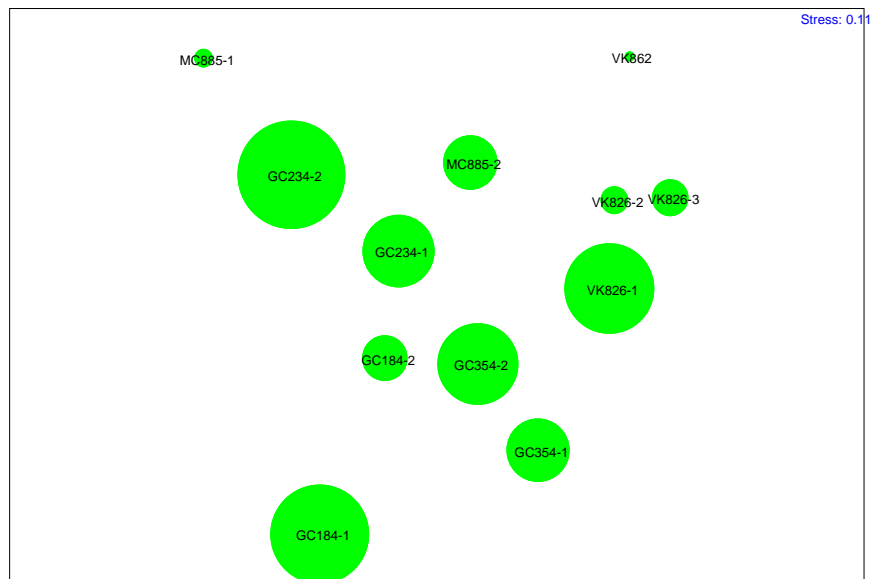 Stress: 0.11
MC885-1
VK862
MC885-2
GC234-2
VK826-3
VK826-2
GC234-1
VK826-1
GC184-2
GC354-2
GC354-1
GC184-1